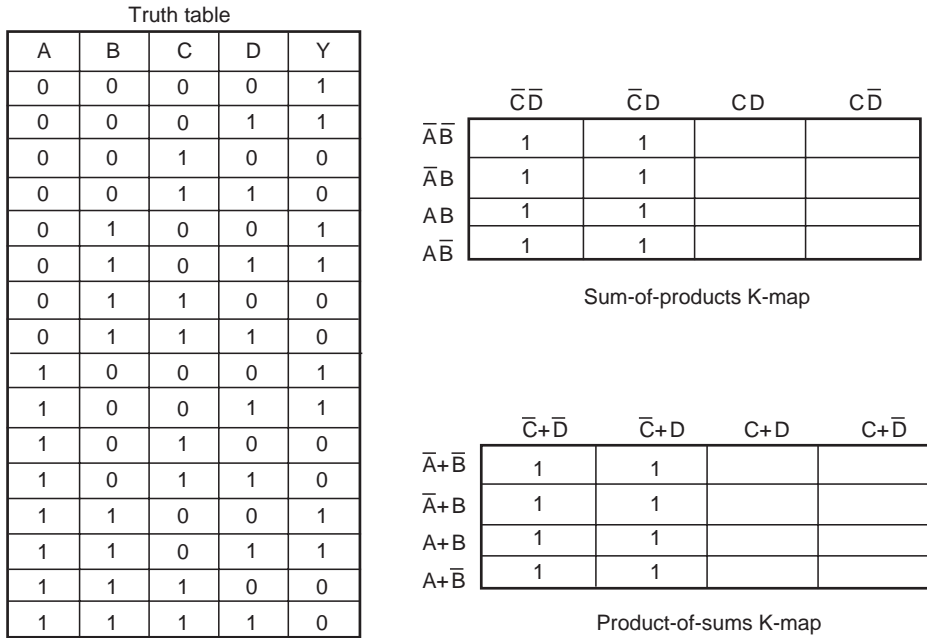 Truth table
A B C D Y
0 0 0 0 1
0 0 0 1 1
0 0 1 0 0
0 0 1 1 0
0 1 0 0 1
0 1 0 1 1
0 1 1 0 0
0 1 1 1 0
1 0 0 0 1
1 0 0 1 1
1 0 1 0 0
1 0 1 1 0
1 1 0 0 1
1 1 0 1 1
1 1 1 0 0
1 1 1 1 0
C̅D̅ C̅D CD CD̅
A̅B̅ 1 1
A̅B 1 1
AB 1 1
AB̅ 1 1
Sum-of-products K-map
C̅+D̅ C̅+D C+D C+D̅
A̅+B̅ 1 1
A̅+B 1 1
A+B 1 1
A+B̅ 1 1
Product-of-sums K-map